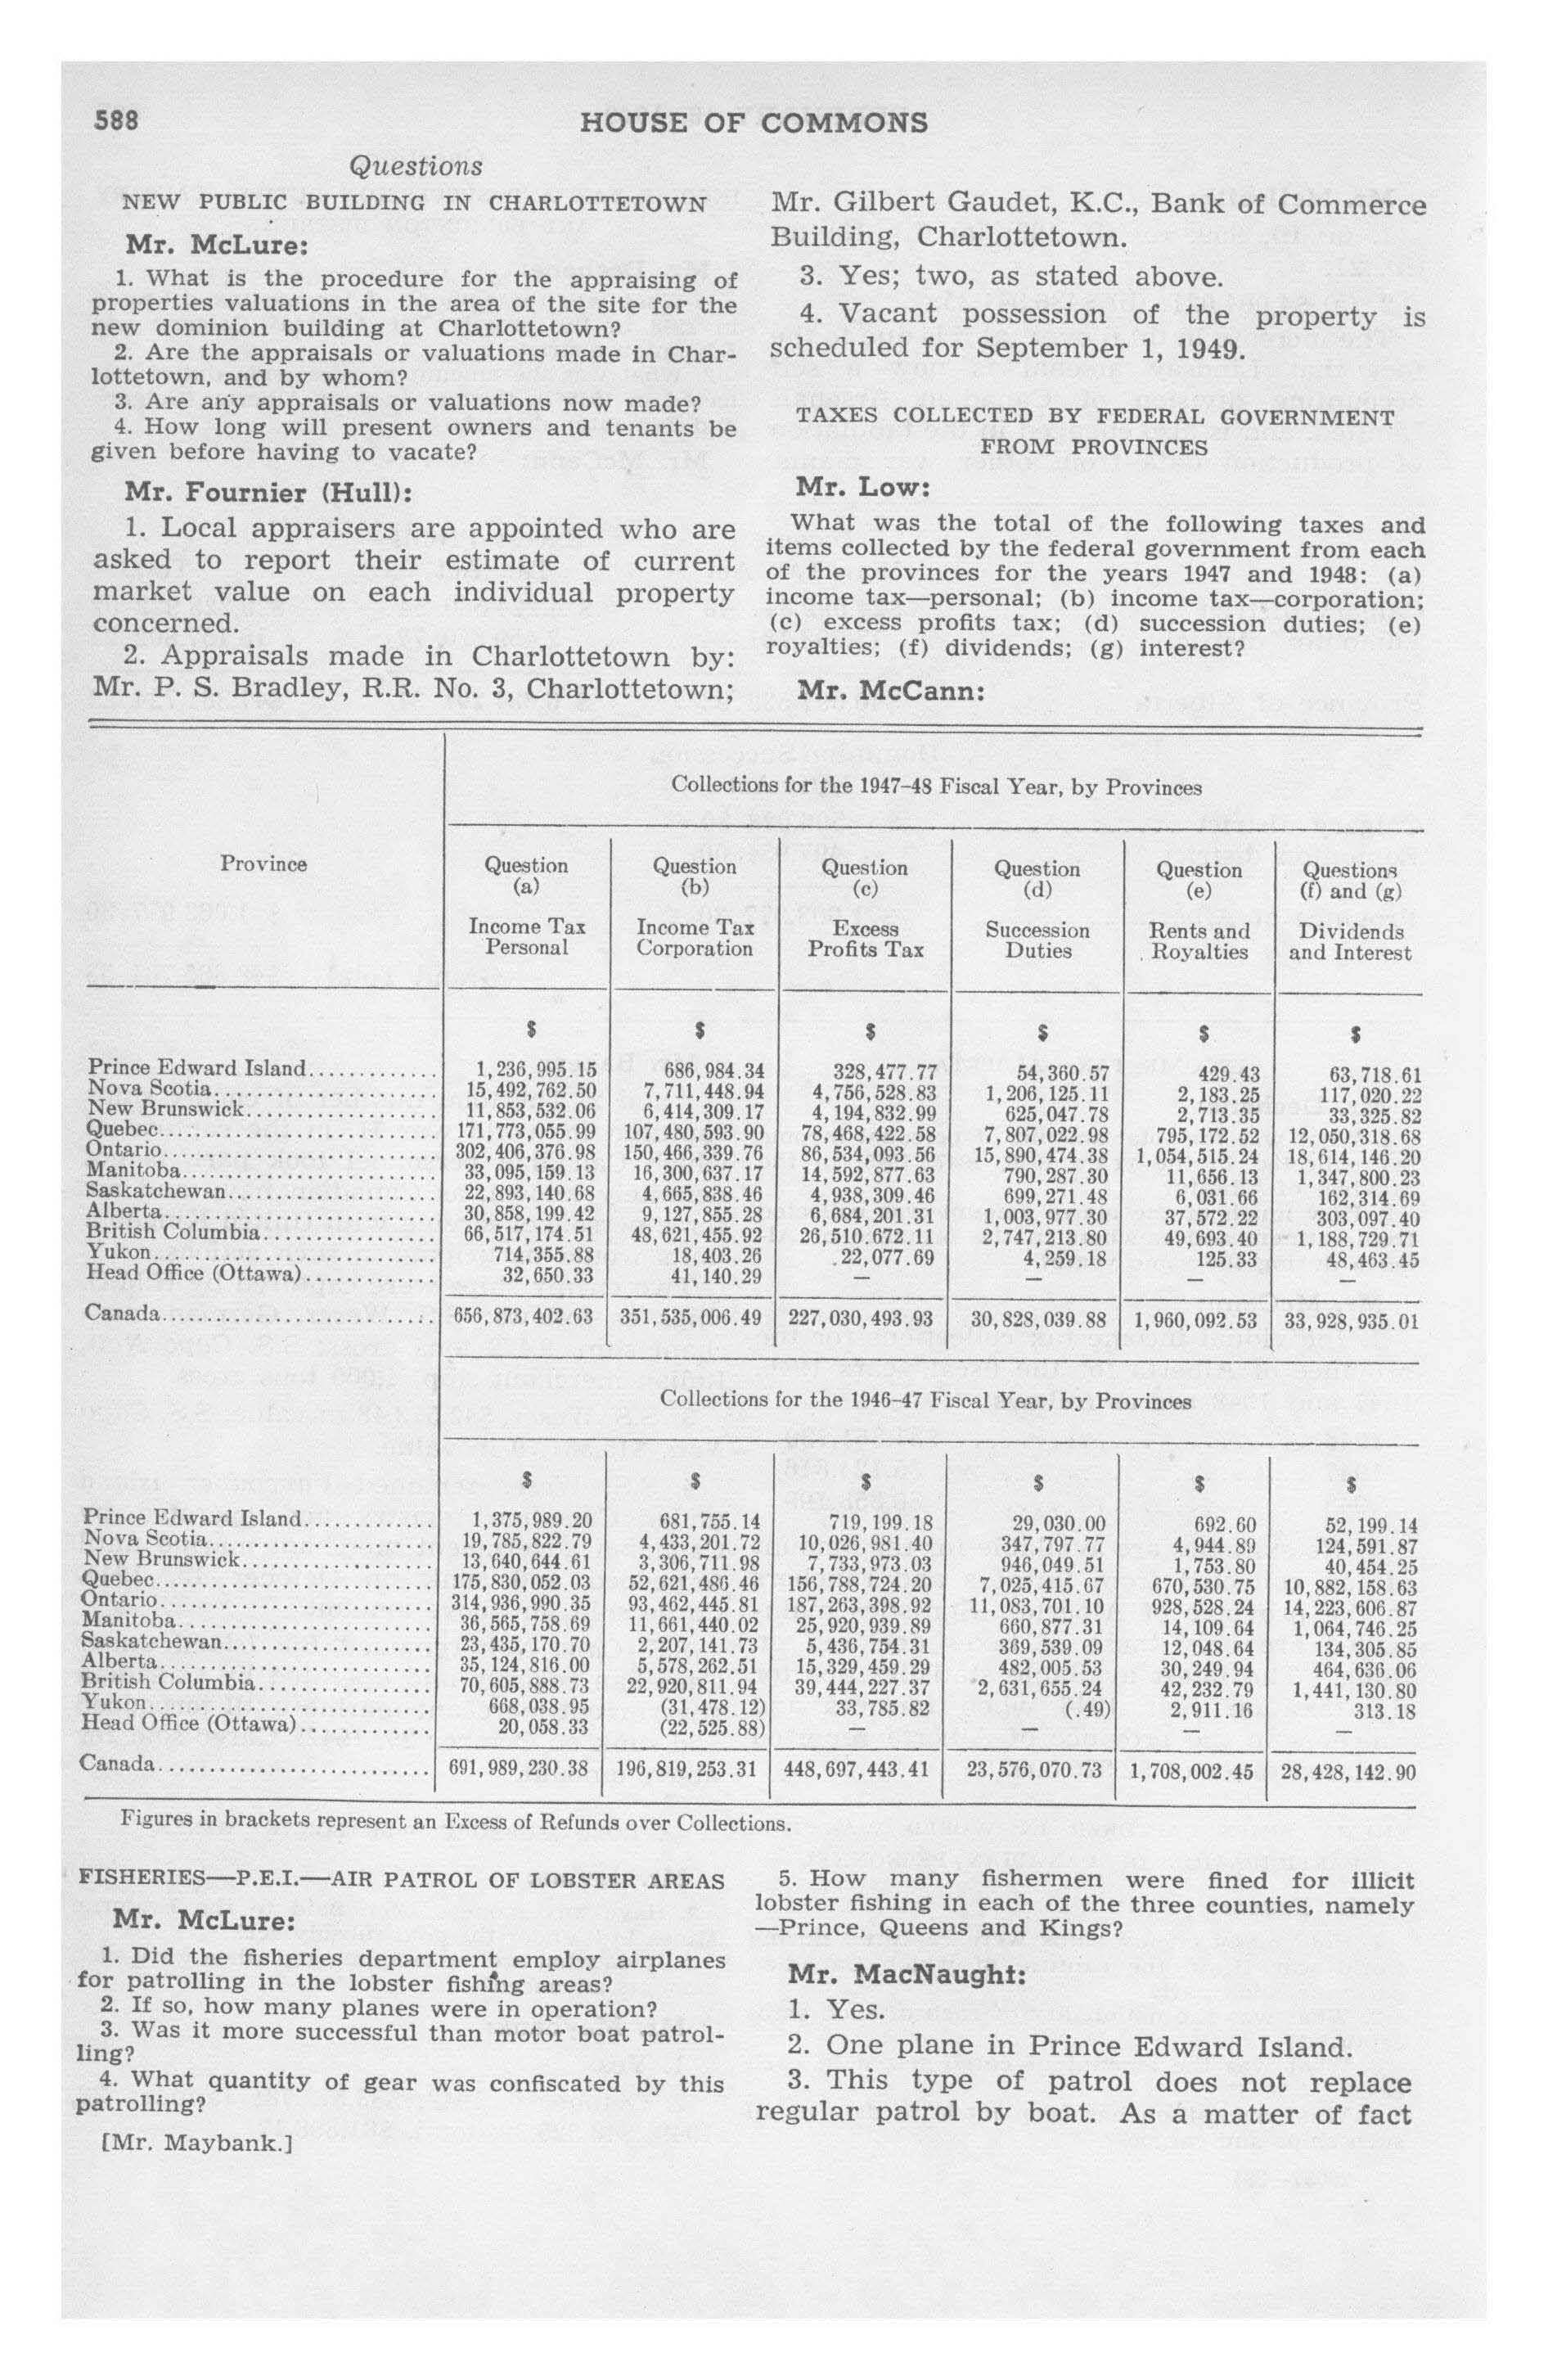 588
HOUSE OF COMMONS
Questions
NEW PUBLIC BUILDING IN CHARLOTTETOWN
Mr. McLure:
1. What is the procedure for the appraising of
properties valuations in the area of the site for the
new dominion building at Charlottetown?
2. Are the appraisals or valuations made in Char-
lottetown, and by whom?
3. Are any appraisals or valuations now made?
4. How long will present owners and tenants be
given before having to vacate?
Mr. Fournier (Hull):
1. Local appraisers are appointed who are
asked to report their estimate of current
market value on each individual property
concerned.
2. Appraisals made in Charlottetown by:
Mr. P. S. Bradley, R.R. No. 3, Charlottetown;
Mr. Gilbert Gaudet, K.C., Bank of Commerce
Building, Charlottetown.
3. Yes; two, as stated above.
4. Vacant possession of the property is
scheduled for September 1, 1949.
TAXES COLLECTED BY FEDERAL GOVERNMENT
FROM PROVINCES
Mr. Low:
What was the total of the following taxes and
items collected by the federal government from each
of the provinces for the years 1947 and 1948: (a)
income tax—personal; (b) income tax—corporation;
(c) excess profits tax; (d) succession duties; (e)
royalties; (f) dividends; (g) interest?
Mr. McCann:
Collections for the 1947–48 Fiscal Year, by Provinces
Province
Question (a) Question (b) Question (c) Question (d) Question (e) Questions (f) and (g)
Income Tax Personal Income Tax Corporation Excess Profits Tax Succession Duties Rents and Royalties Dividends and Interest
$ $ $ $ $ $
Prince Edward Island............. 1,236,995.15 686,984.34 328,477.77 54,360.57 429.43 63,718.61
Nova Scotia...................... 15,492,762.50 7,711,448.94 4,756,528.83 1,206,125.11 2,183.25 117,020.22
New Brunswick................... 11,853,532.06 6,414,309.17 4,194,832.99 625,047.78 2,713.35 33,325.82
Quebec............................ 171,773,055.99 107,480,593.90 78,468,422.58 7,807,022.98 795,172.52 12,050,318.68
Ontario........................... 302,406,376.98 150,466,339.76 86,534,093.56 15,890,474.38 1,054,515.24 18,614,146.20
Manitoba......................... 33,095,159.13 16,300,637.17 14,592,877.63 790,287.30 11,656.13 1,347,800.23
Saskatchewan..................... 22,893,140.68 4,665,838.46 4,938,309.46 699,271.48 6,031.66 162,314.69
Alberta........................... 30,858,199.42 9,127,855.28 6,684,201.31 1,003,977.30 37,572.22 303,097.40
British Columbia................. 66,517,174.51 48,621,455.92 26,510,672.11 2,747,213.80 49,693.40 1,188,729.71
Yukon............................ 714,355.88 18,403.26 22,077.69 4,259.18 125.33 48,463.45
Head Office (Ottawa)............. 32,650.33 41,140.29 — — — —
Canada........................... 656,873,402.63 351,535,006.49 227,030,493.93 30,828,039.88 1,960,092.53 33,928,935.01
Collections for the 1946–47 Fiscal Year, by Provinces
$ $ $ $ $ $
Prince Edward Island............. 1,375,989.20 681,755.14 719,199.18 29,030.00 692.60 52,199.14
Nova Scotia...................... 19,785,822.79 4,433,201.72 10,026,981.40 347,797.77 4,944.89 124,591.87
New Brunswick................... 13,640,644.61 3,306,711.98 7,733,973.03 946,049.51 1,753.80 40,454.25
Quebec............................ 175,830,052.03 52,621,486.46 156,788,724.20 7,025,415.67 670,530.75 10,882,158.63
Ontario........................... 314,936,990.35 93,462,445.81 187,263,398.92 11,083,701.10 928,528.24 14,223,606.87
Manitoba......................... 36,565,758.69 11,661,440.02 25,920,939.89 660,877.31 14,109.64 1,064,746.25
Saskatchewan..................... 23,435,170.70 2,207,141.73 5,436,754.31 369,539.09 12,048.64 134,305.85
Alberta........................... 35,124,816.00 5,578,262.51 15,329,459.29 482,005.53 30,249.94 464,636.06
British Columbia................. 70,605,888.73 22,920,811.94 39,444,227.37 2,631,655.24 42,232.79 1,441,130.80
Yukon............................ 668,038.95 (31,478.12) 33,785.82 (.49) 2,911.16 313.18
Head Office (Ottawa)............. 20,058.33 (22,525.88) — — — —
Canada........................... 691,989,230.38 196,819,253.31 448,697,443.41 23,576,070.73 1,708,002.45 28,428,142.90
Figures in brackets represent an Excess of Refunds over Collections.
FISHERIES—P.E.I.—AIR PATROL OF LOBSTER AREAS
Mr. McLure:
1. Did the fisheries department employ airplanes
for patrolling in the lobster fishing areas?
2. If so, how many planes were in operation?
3. Was it more successful than motor boat patrol-
ling?
4. What quantity of gear was confiscated by this
patrolling?
[Mr. Maybank.]
5. How many fishermen were fined for illicit
lobster fishing in each of the three counties, namely
—Prince, Queens and Kings?
Mr. MacNaught:
1. Yes.
2. One plane in Prince Edward Island.
3. This type of patrol does not replace
regular patrol by boat. As a matter of fact